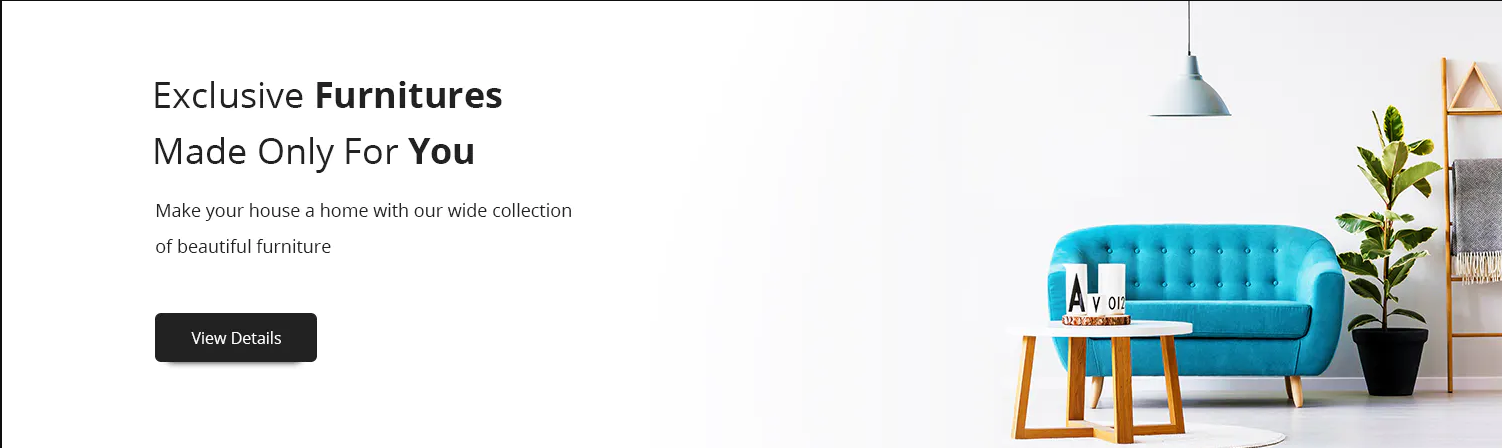 Exclusive Furnitures
Made Only For You
Make your house a home with our wide collection
of beautiful furniture
View Details
A
V
012